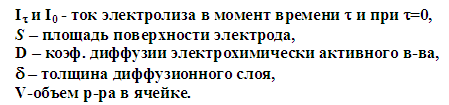 Iτ и I0 - ток электролиза в момент времени τ и при τ=0,
S – площадь поверхности электрода,
D – коэф. диффузии электрохимически активного в-ва,
δ – толщина диффузионного слоя,
V-объем р-ра в ячейке.